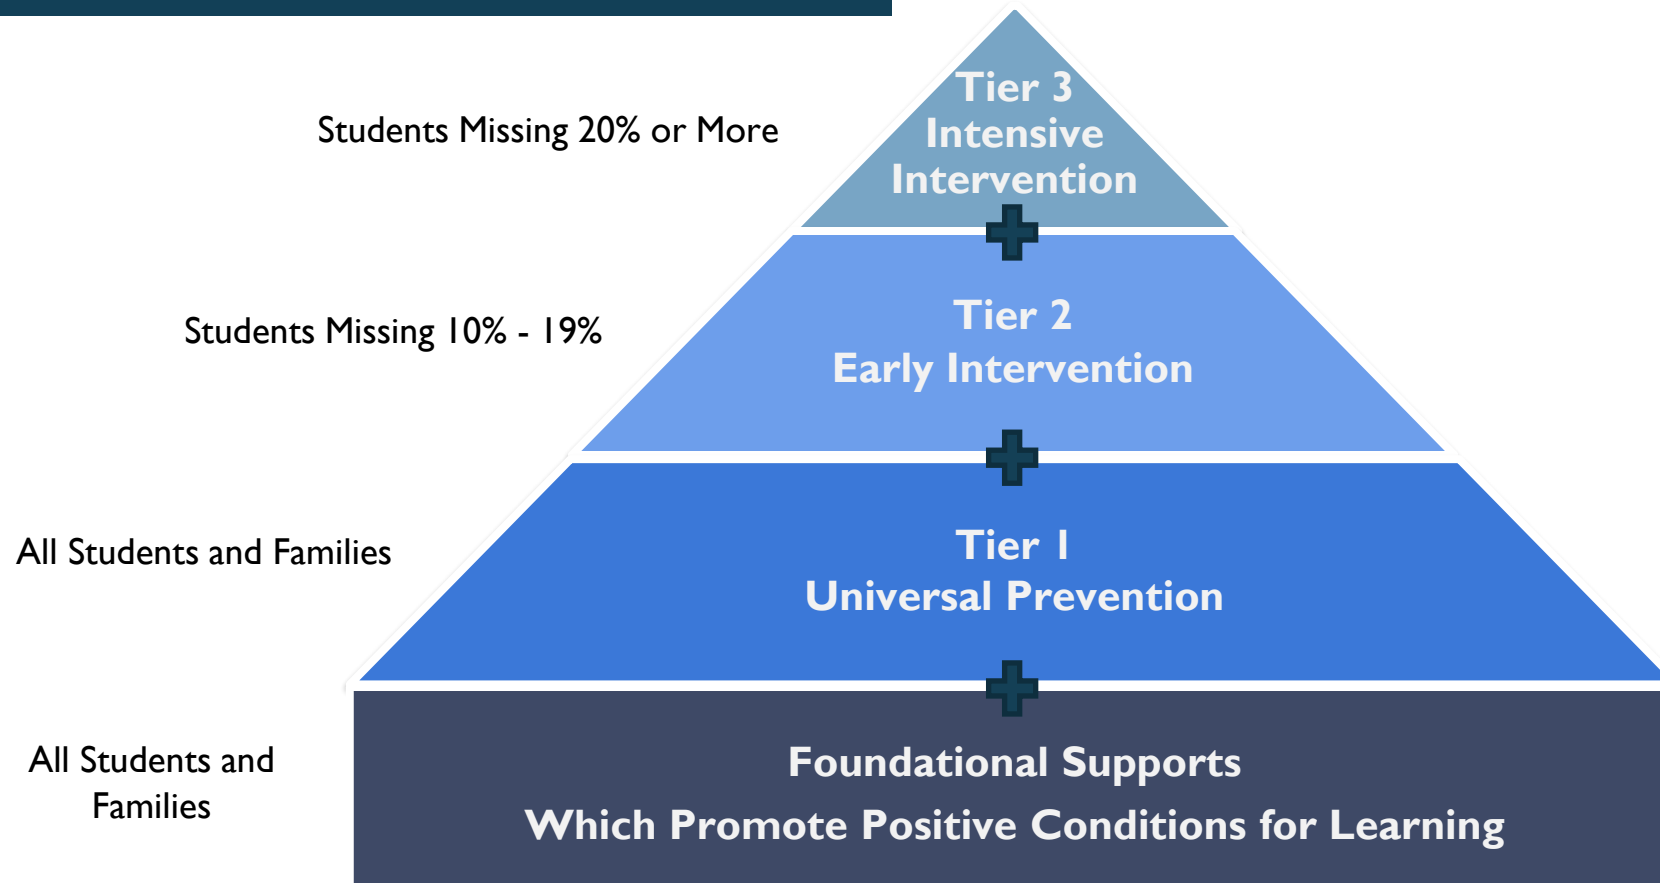 Tier 3
Intensive
Intervention
Students Missing 20% or More
Tier 2
Early Intervention
Students Missing 10% - 19%
Tier 1
Universal Prevention
All Students and Families
Foundational Supports
Which Promote Positive Conditions for Learning
All Students and
Families